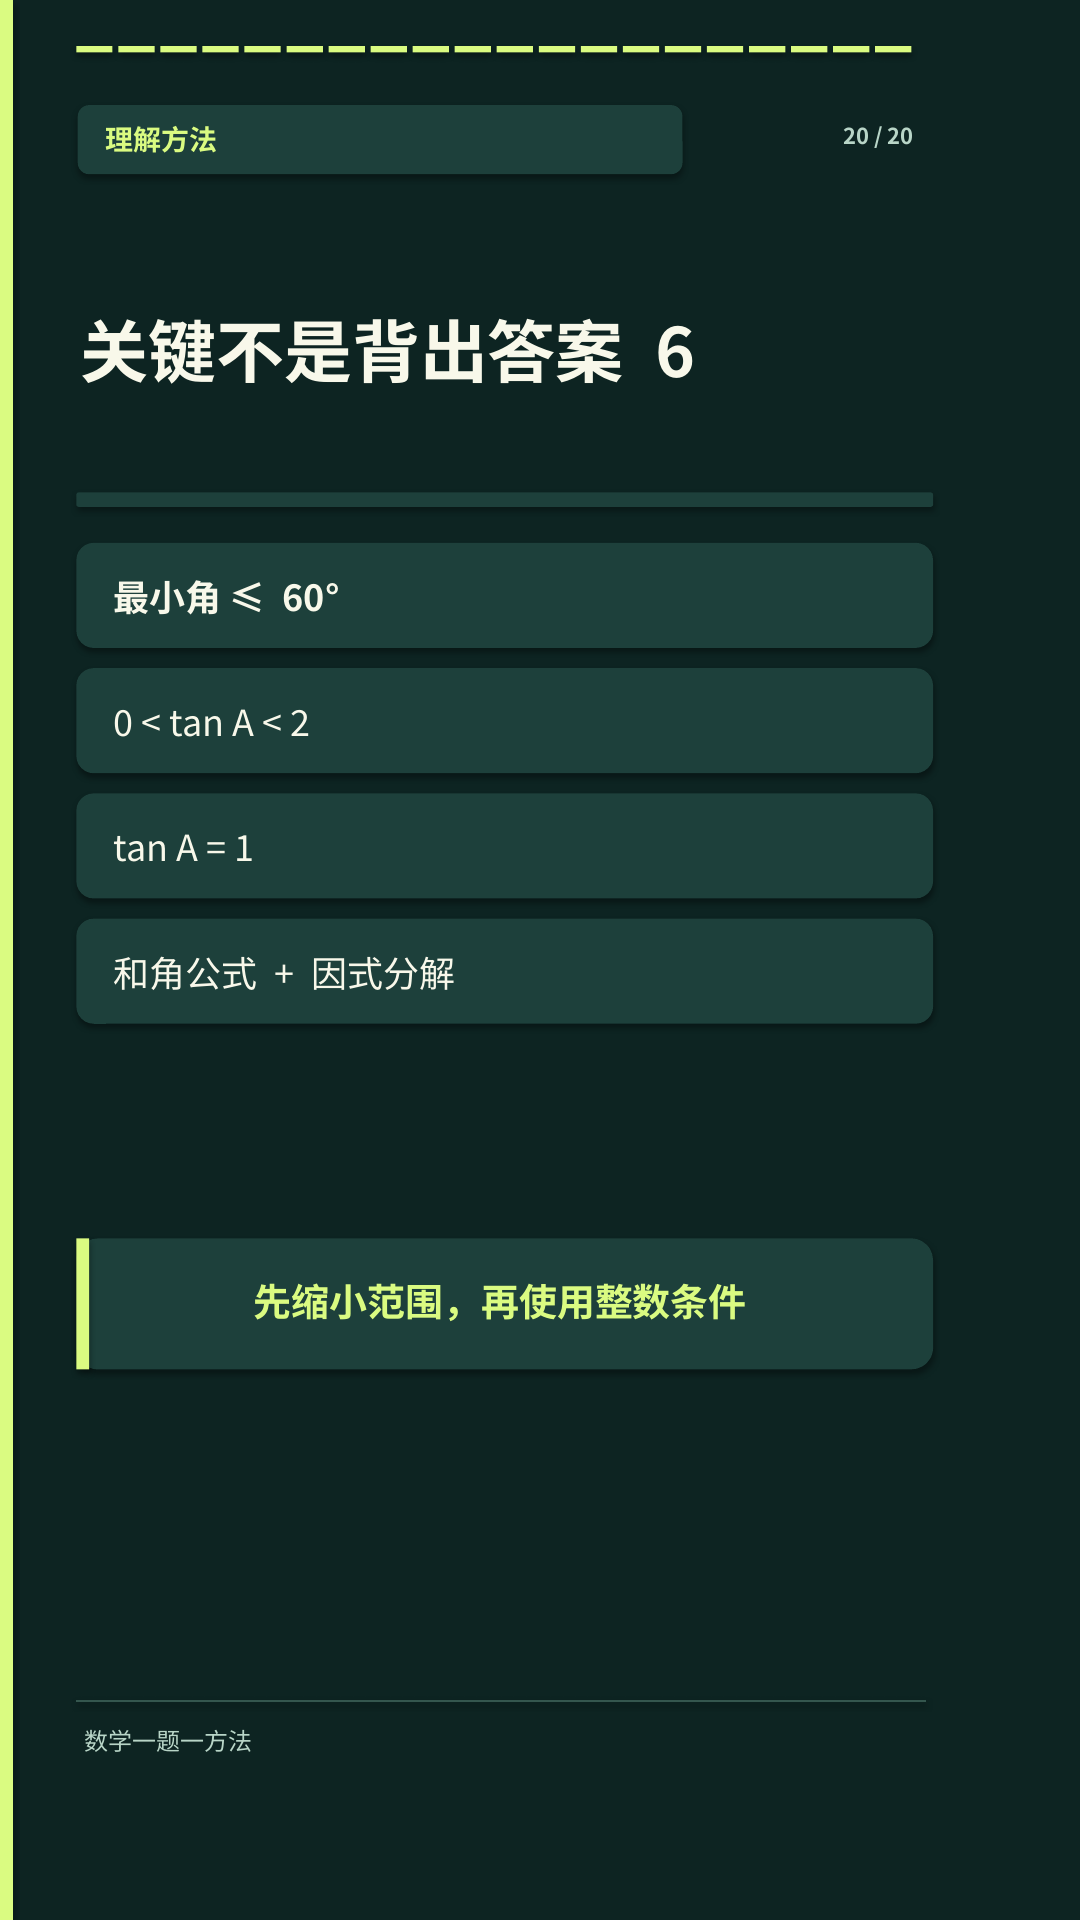 理解方法
20 / 20
关键不是背出答案 6
最小角 ⩽ 60°
0 < tan A < 2
tan A = 1
和角公式 + 因式分解
先缩小范围，再使用整数条件
数学一题一方法